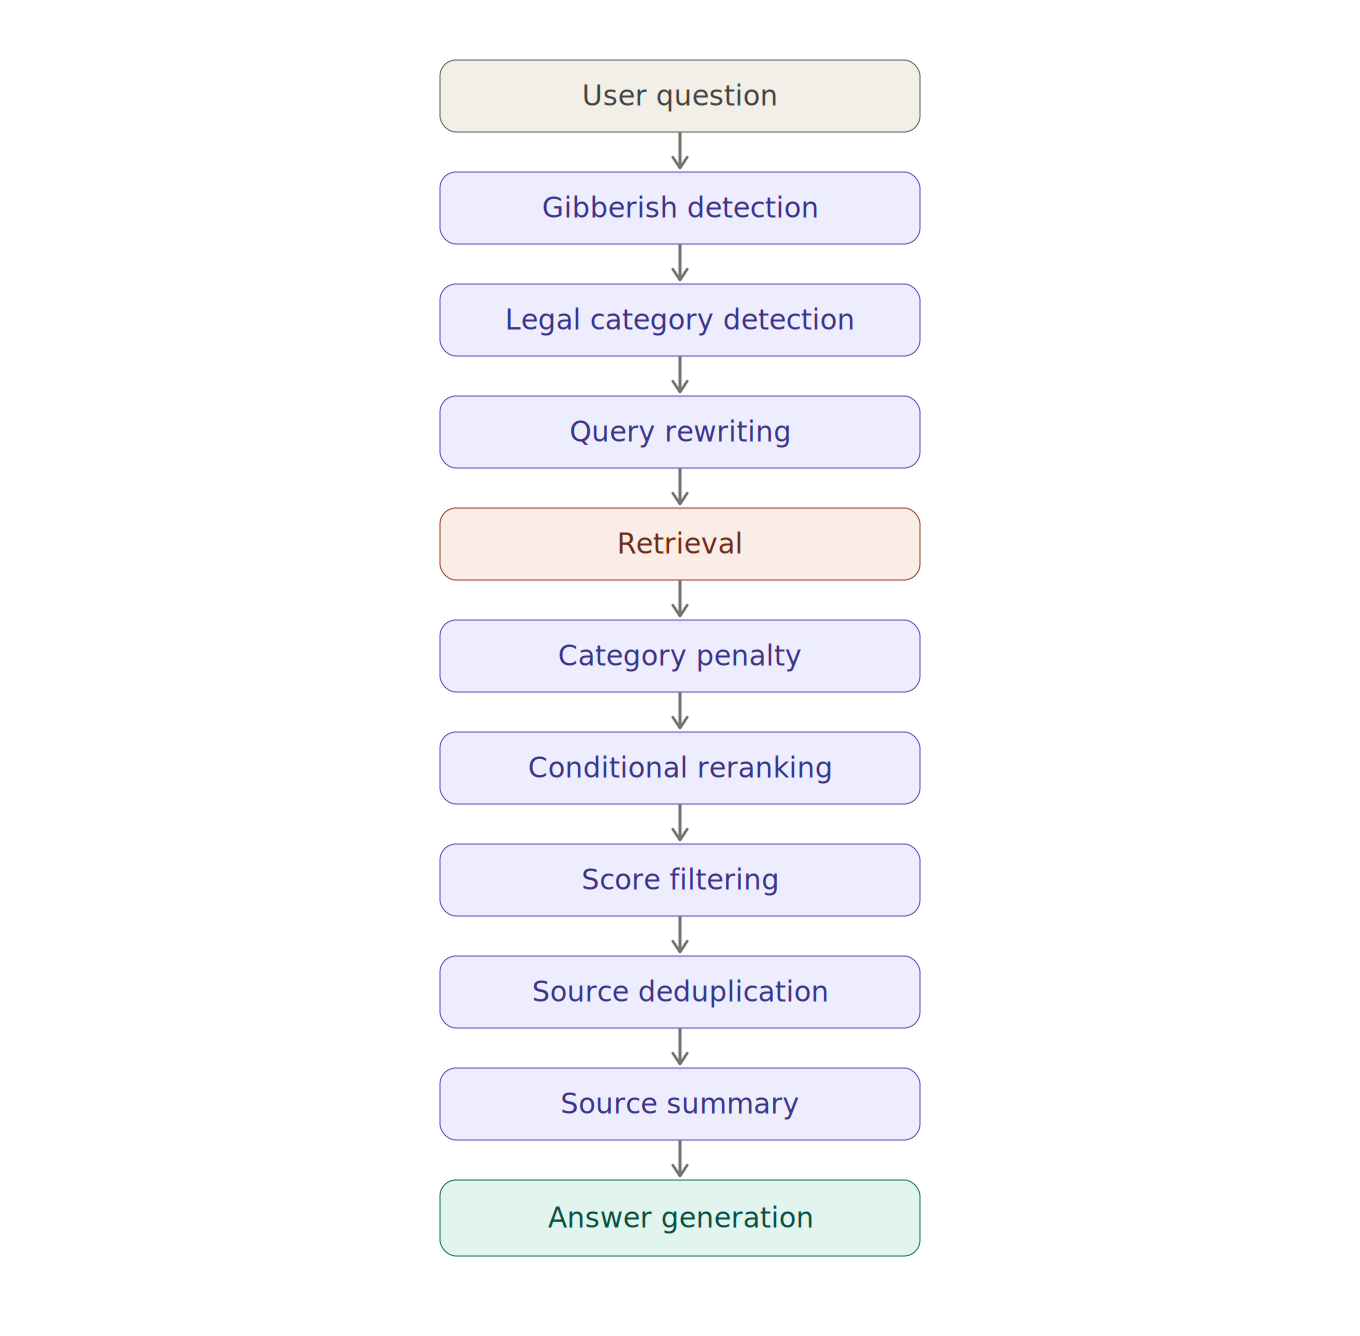 User question
Gibberish detection
Legal category detection
Query rewriting
Retrieval
Category penalty
Conditional reranking
Score filtering
Source deduplication
Source summary
Answer generation